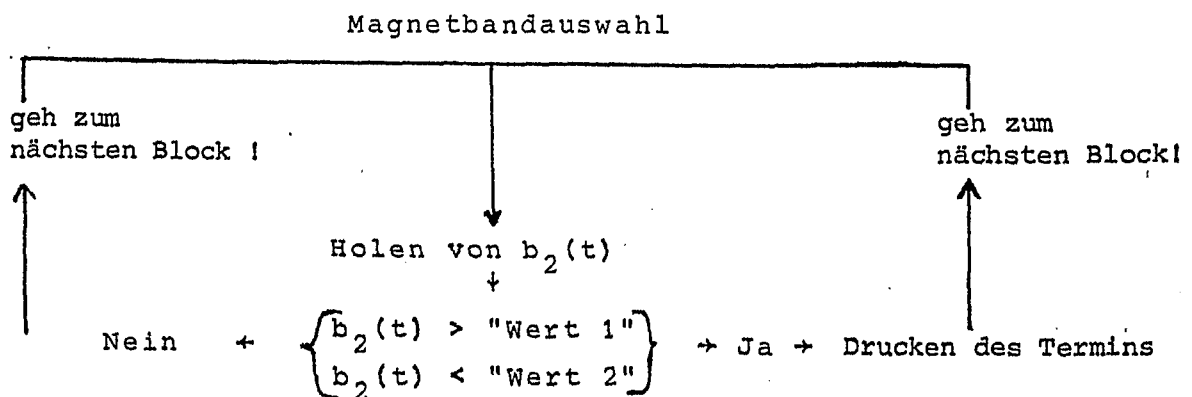 Magnetbandauswahl
geh zum
nächsten Block !
geh zum
nächsten Block!
Holen von b₂(t)
b₂(t) > "Wert 1"
Nein
Ja
Drucken des Termins
b₂(t) < "Wert 2"